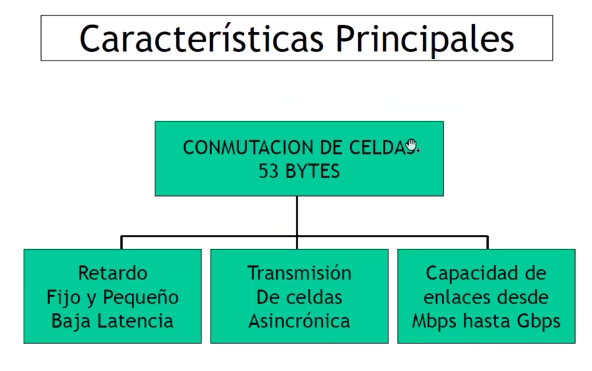 Características Principales
CONMUTACION DE CELDAS.
53 BYTES
Retardo
Fijo y Pequeño
Baja Latencia
Transmisión
De celdas
Asincrónica
Capacidad de
enlaces desde
Mbps hasta Gbps